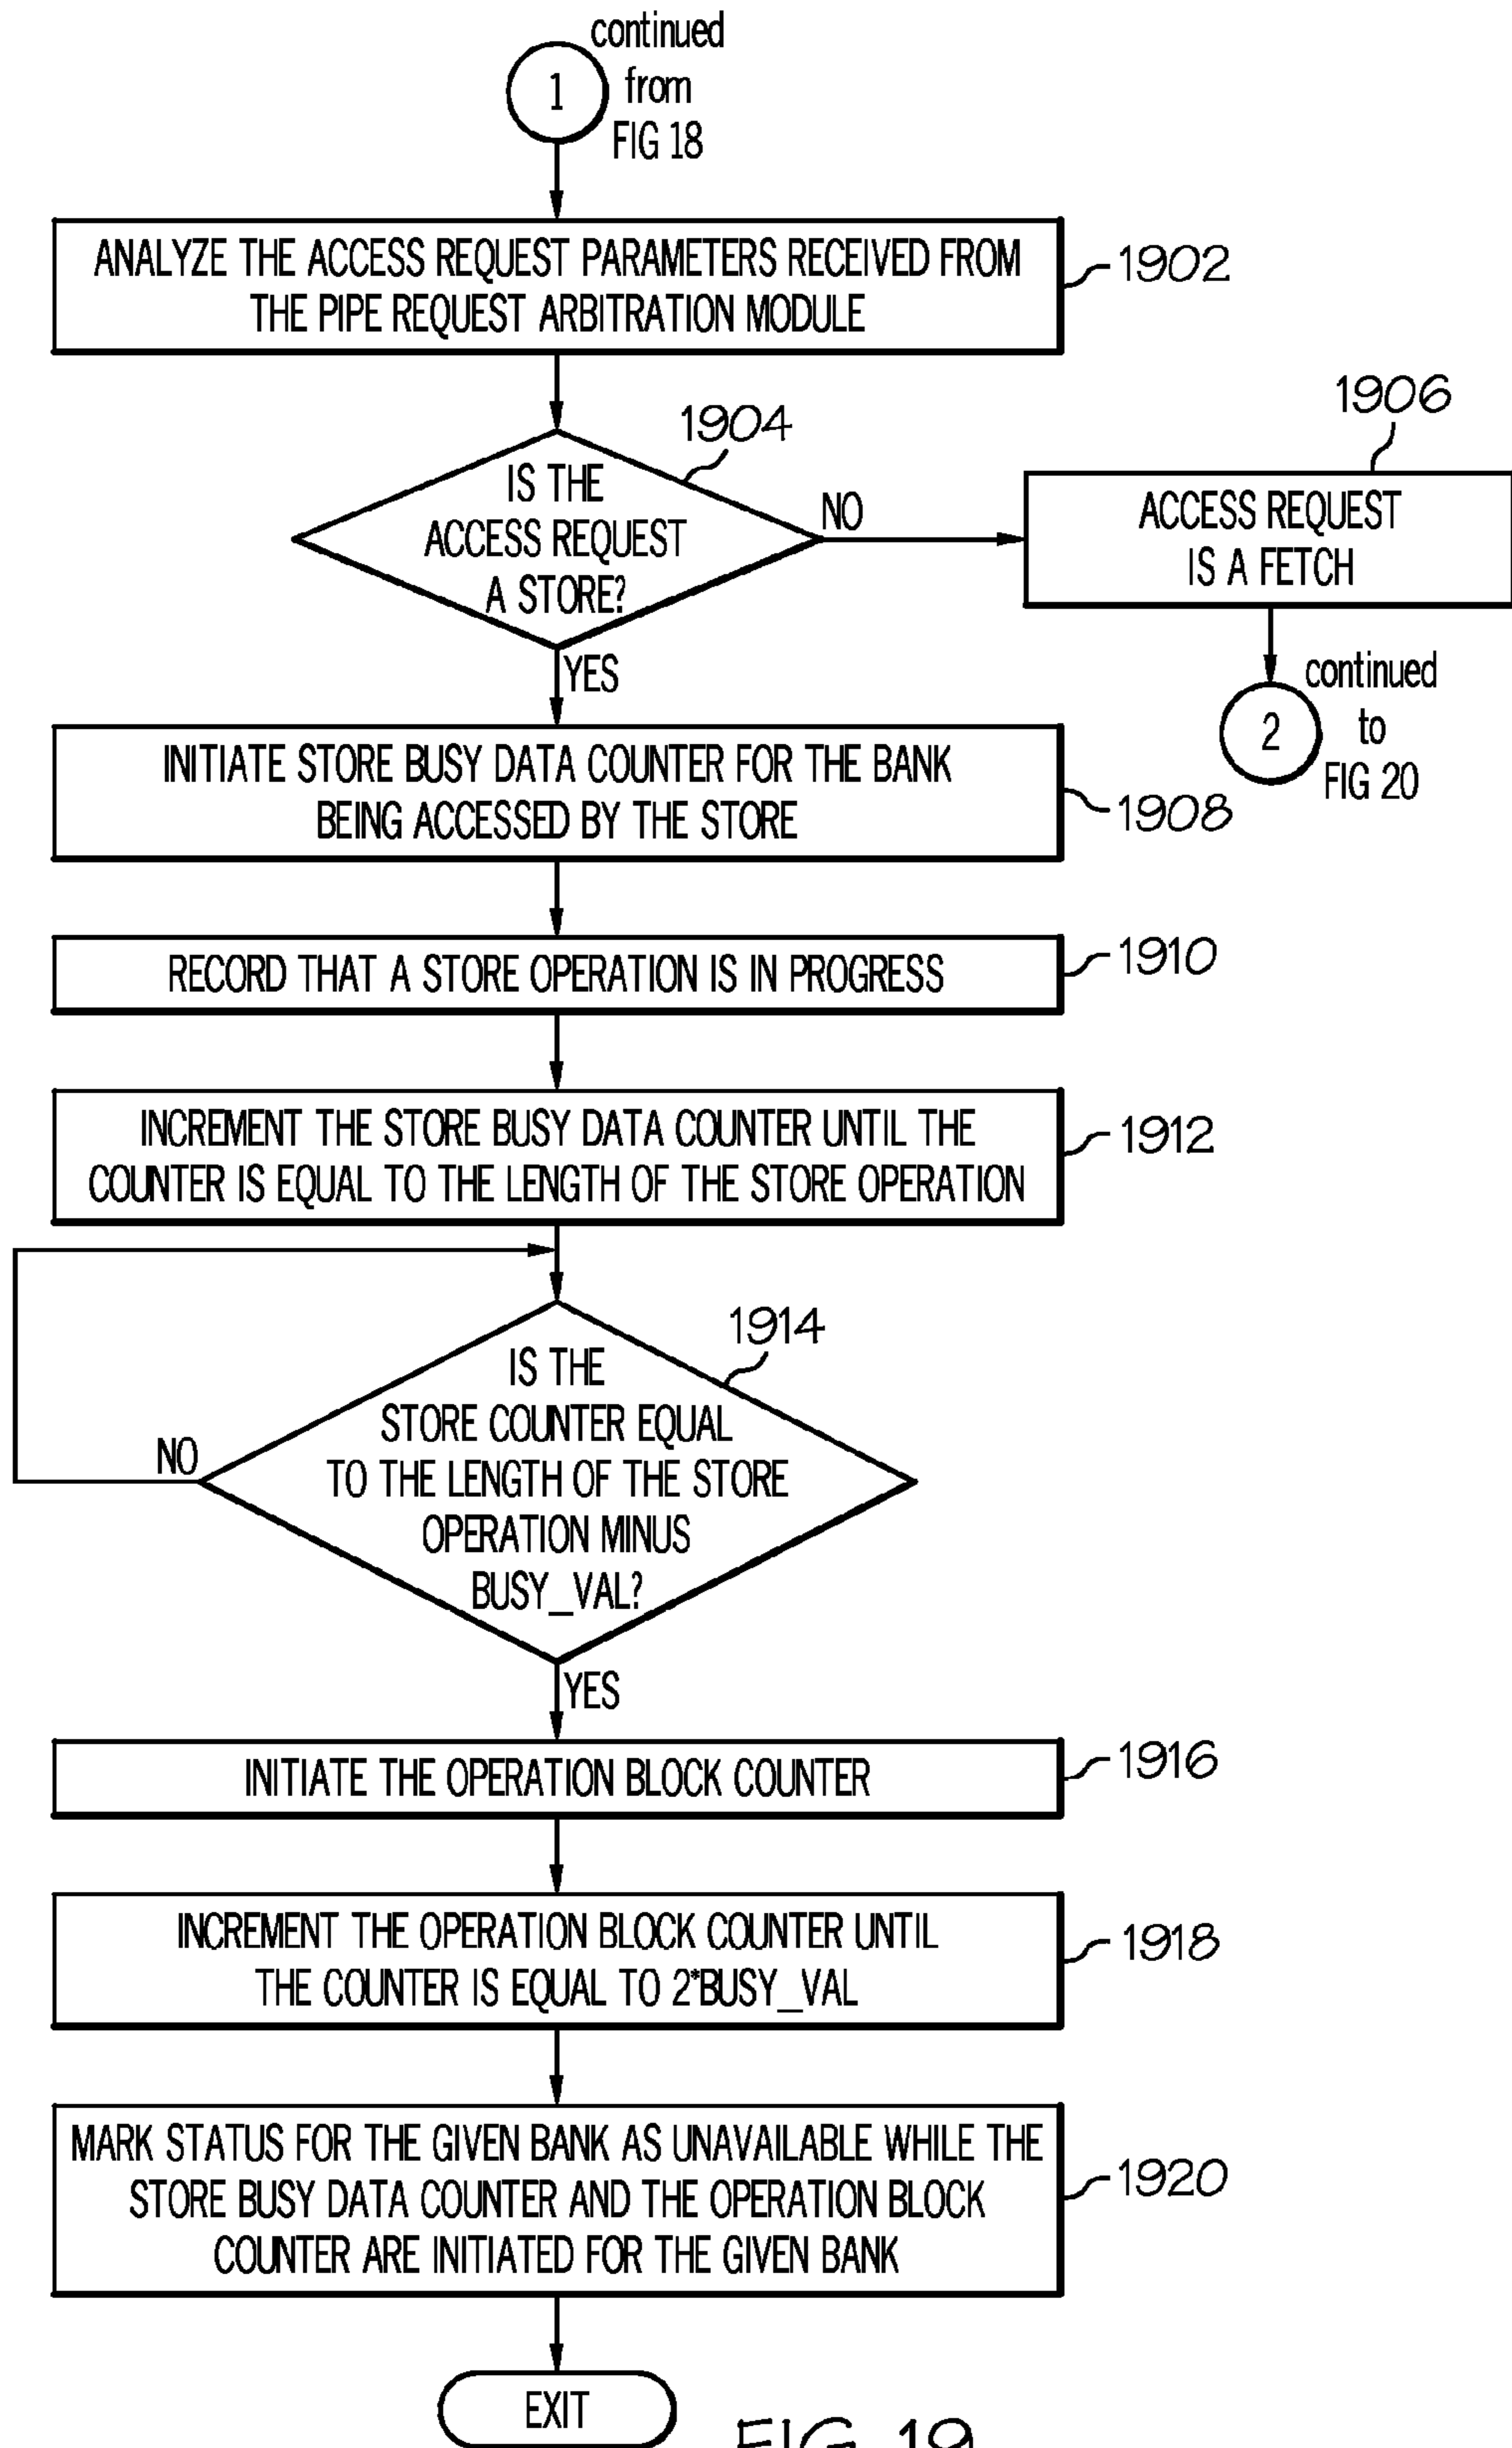 continued
from
FIG 18
1
ANALYZE THE ACCESS REQUEST PARAMETERS RECEIVED FROM
THE PIPE REQUEST ARBITRATION MODULE
1902
1904
IS THE
ACCESS REQUEST
A STORE?
NO
YES
1906
ACCESS REQUEST
IS A FETCH
2
continued
to
FIG 20
INITIATE STORE BUSY DATA COUNTER FOR THE BANK
BEING ACCESSED BY THE STORE
1908
RECORD THAT A STORE OPERATION IS IN PROGRESS
1910
INCREMENT THE STORE BUSY DATA COUNTER UNTIL THE
COUNTER IS EQUAL TO THE LENGTH OF THE STORE OPERATION
1912
1914
IS THE
STORE COUNTER EQUAL
TO THE LENGTH OF THE STORE
OPERATION MINUS
BUSY_VAL?
NO
YES
INITIATE THE OPERATION BLOCK COUNTER
1916
INCREMENT THE OPERATION BLOCK COUNTER UNTIL
THE COUNTER IS EQUAL TO 2*BUSY_VAL
1918
MARK STATUS FOR THE GIVEN BANK AS UNAVAILABLE WHILE THE
STORE BUSY DATA COUNTER AND THE OPERATION BLOCK
COUNTER ARE INITIATED FOR THE GIVEN BANK
1920
EXIT
FIG. 19